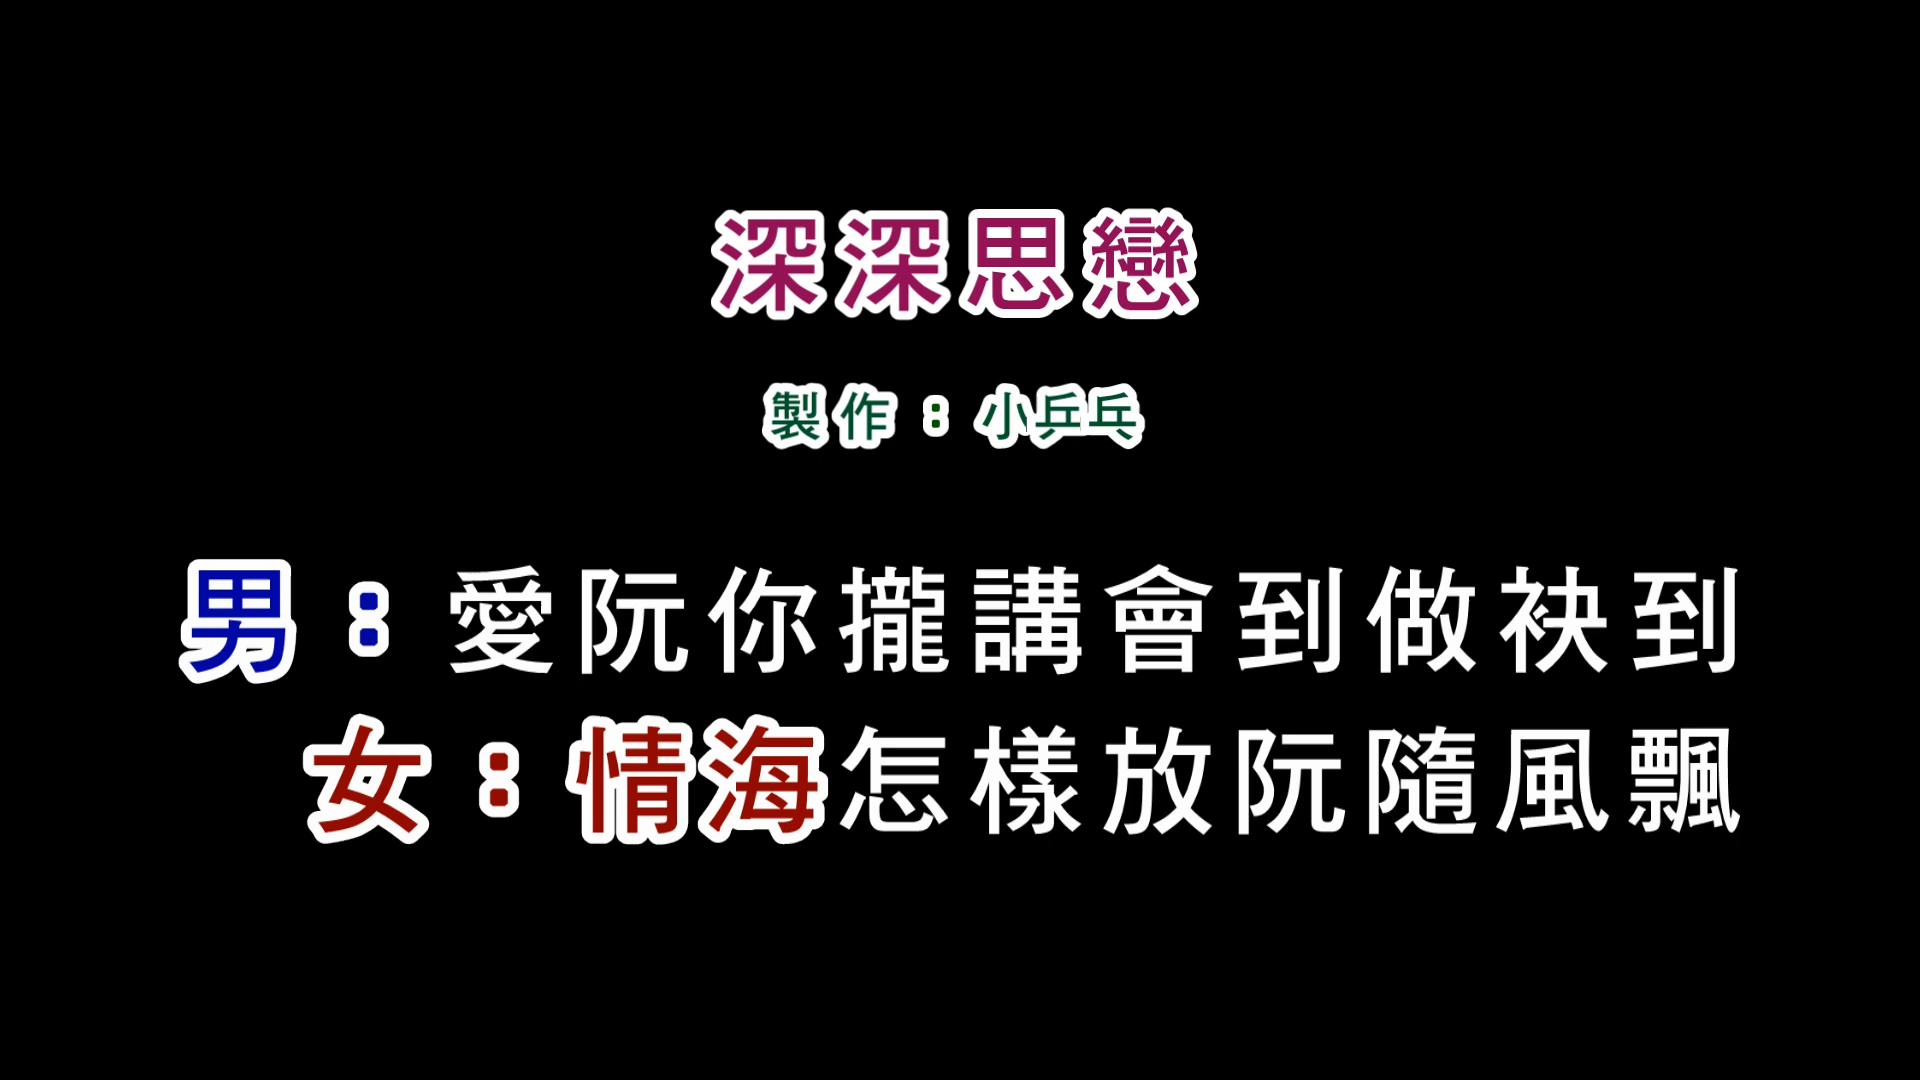 深深思戀
製作：小乒乓
男：愛阮你攏講會到做袂到
女：情海怎樣放阮隨風飄